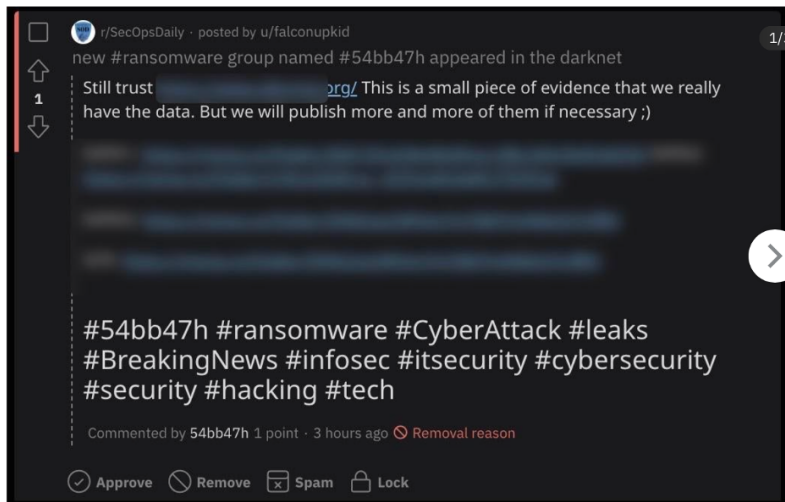 r/SecOpsDaily · posted by u/falconupkid
new #ransomware group named #54bb47h appeared in the darknet
1
Still trust org/ This is a small piece of evidence that we really
have the data. But we will publish more and more of them if necessary ;)
#54bb47h #ransomware #CyberAttack #leaks
#BreakingNews #infosec #itsecurity #cybersecurity
#security #hacking #tech
Commented by 54bb47h 1 point · 3 hours ago Removal reason
Approve Remove Spam Lock